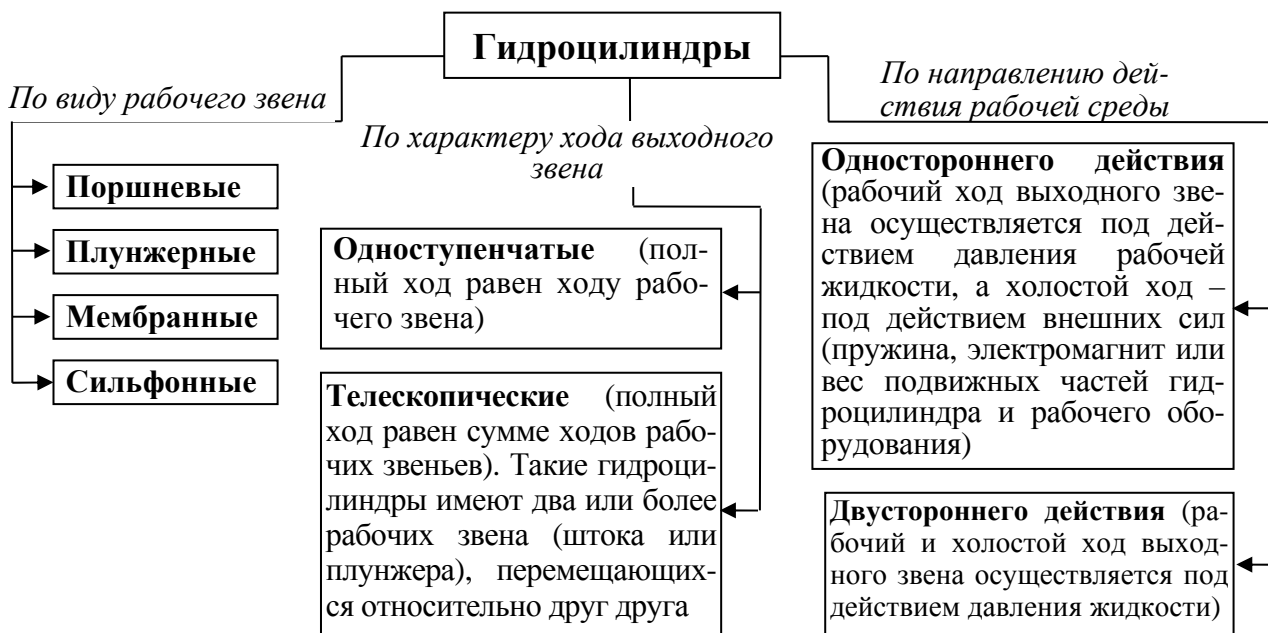 Гидроцилиндры
По виду рабочего звена
Поршневые
Плунжерные
Мембранные
Сильфонные
По характеру хода выходного
звена
Одноступенчатые (пол-
ный ход равен ходу рабо-
чего звена)
Телескопические (полный
ход равен сумме ходов рабо-
чих звеньев). Такие гидроци-
линдры имеют два или более
рабочих звена (штока или
плунжера), перемещающих-
ся относительно друг друга
По направлению дей-
ствия рабочей среды
Одностороннего действия
(рабочий ход выходного зве-
на осуществляется под дей-
ствием давления рабочей
жидкости, а холостой ход –
под действием внешних сил
(пружина, электромагнит или
вес подвижных частей гид-
роцилиндра и рабочего обо-
рудования)
Двустороннего действия (ра-
бочий и холостой ход выход-
ного звена осуществляется под
действием давления жидкости)